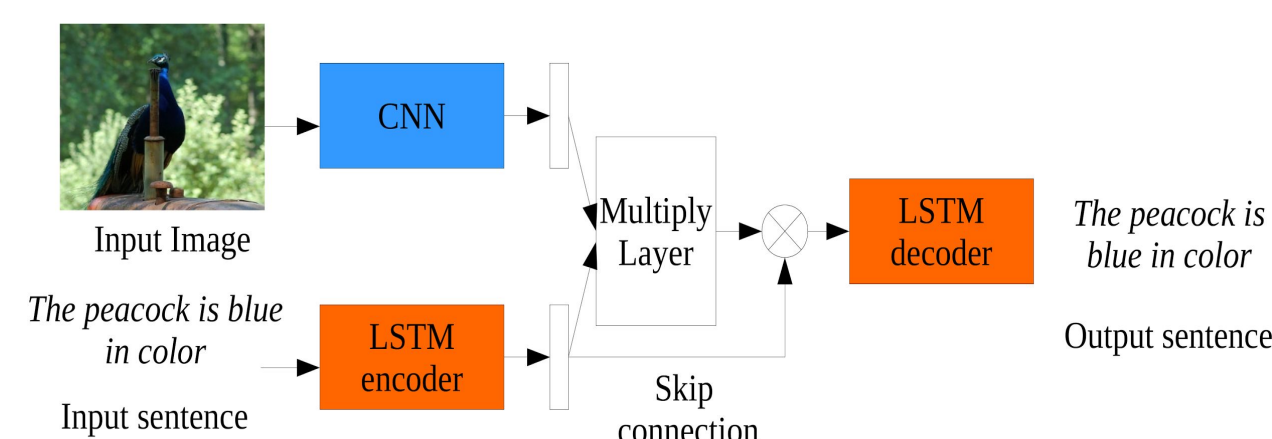 CNN
Input Image
Multiply
Layer
LSTM
decoder
The peacock is
blue in color
Output sentence
The peacock is blue
in color
Input sentence
LSTM
encoder
Skip
connection